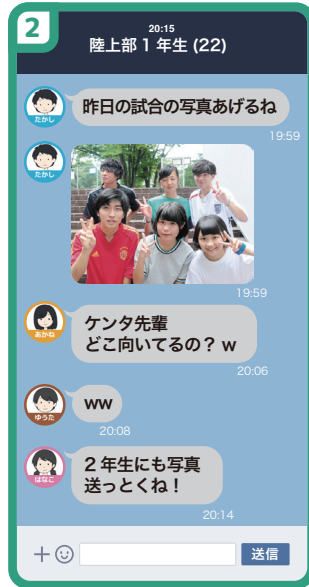 2
20:15
陸上部１年生 (22)
たかし
昨日の試合の写真あげるね
19:59
たかし
19:59
あかね
ケンタ先輩
どこ向いてるの？ w
20:06
ゆうた
ww
20:08
はなこ
２年生にも写真
送っとくね！
20:14
送信